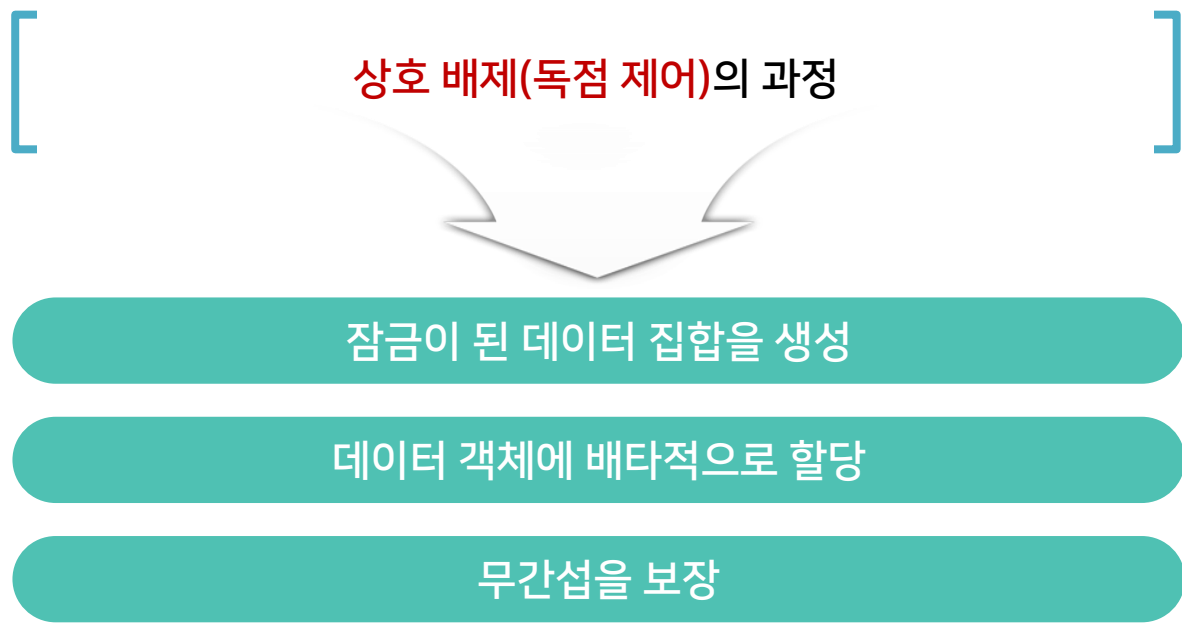 상호 배제(독점 제어)의 과정
잠금이 된 데이터 집합을 생성
데이터 객체에 배타적으로 할당
무간섭을 보장